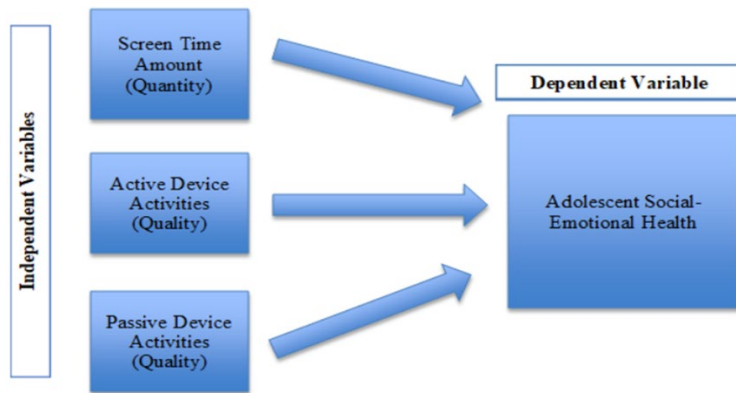 Independent Variables
Screen Time
Amount
(Quantity)
Active Device
Activities
(Quality)
Passive Device
Activities
(Quality)
Dependent Variable
Adolescent Social-
Emotional Health